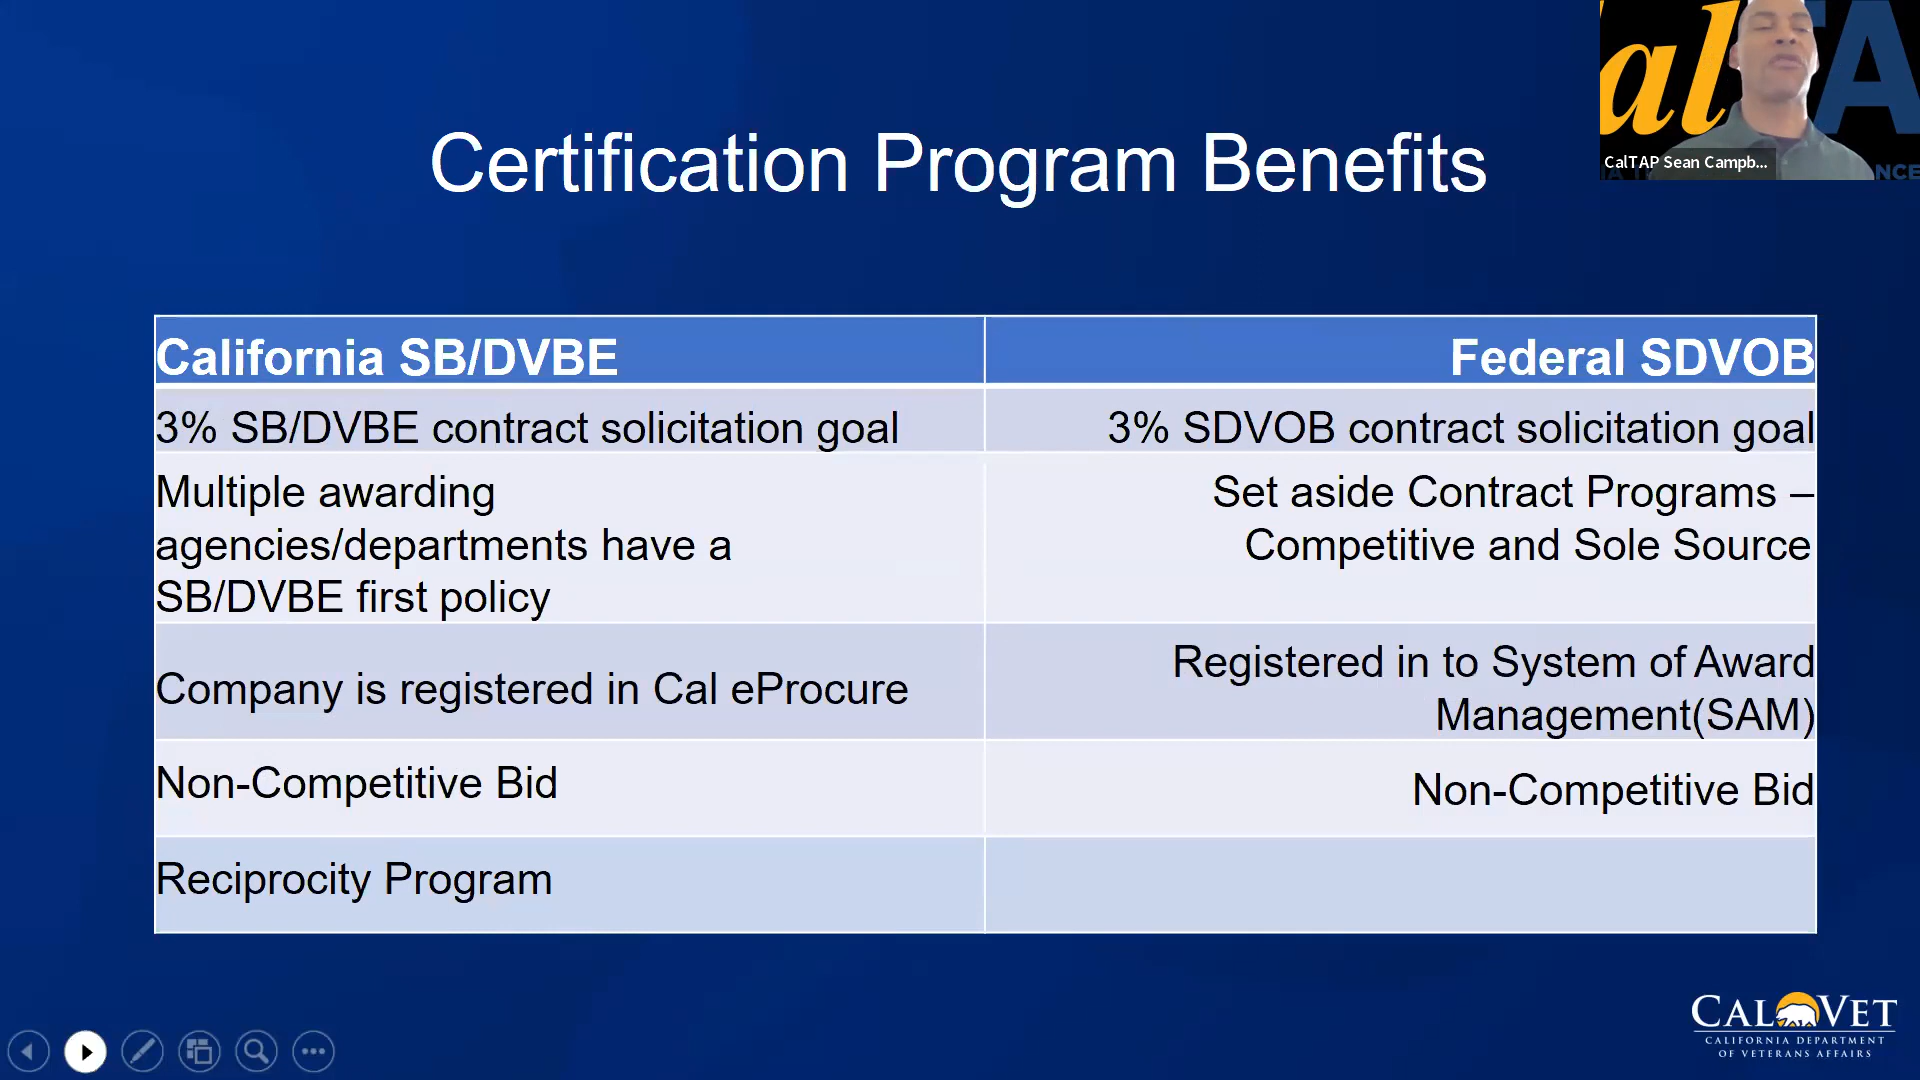 Certification Program Benefits
al
TA
CalTAP Sean Campb...
NCE
California SB/DVBE
Federal SDVOB
3% SB/DVBE contract solicitation goal
3% SDVOB contract solicitation goal
Multiple awarding
agencies/departments have a
SB/DVBE first policy
Set aside Contract Programs –
Competitive and Sole Source
Company is registered in Cal eProcure
Registered in to System of Award
Management(SAM)
Non-Competitive Bid
Non-Competitive Bid
Reciprocity Program
CALVET
CALIFORNIA DEPARTMENT
OF VETERANS AFFAIRS